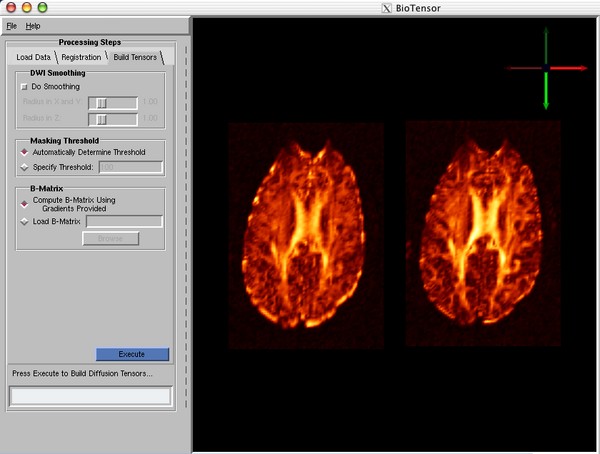 BioTensor
File Help
Processing Steps
Load Data Registration Build Tensors
DWI Smoothing
Do Smoothing
Radius in X and Y: 1.00
Radius in Z: 1.00
Masking Threshold
Automatically Determine Threshold
Specify Threshold:
B-Matrix
Compute B-Matrix Using
Gradients Provided
Load B-Matrix
Browse
Execute
Press Execute to Build Diffusion Tensors...